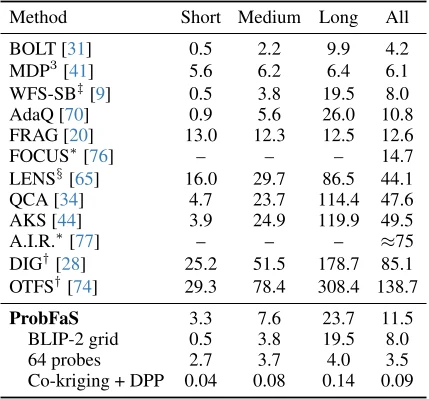 Method Short Medium Long All
BOLT [31] 0.5 2.2 9.9 4.2
MDP³ [41] 5.6 6.2 6.4 6.1
WFS-SB‡ [9] 0.5 3.8 19.5 8.0
AdaQ [70] 0.9 5.6 26.0 10.8
FRAG [20] 13.0 12.3 12.5 12.6
FOCUS* [76] – – – 14.7
LENS§ [65] 16.0 29.7 86.5 44.1
QCA [34] 4.7 23.7 114.4 47.6
AKS [44] 3.9 24.9 119.9 49.5
A.I.R.* [77] – – – ≈75
DIG† [28] 25.2 51.5 178.7 85.1
OTFS† [74] 29.3 78.4 308.4 138.7
ProbFaS 3.3 7.6 23.7 11.5
BLIP-2 grid 0.5 3.8 19.5 8.0
64 probes 2.7 3.7 4.0 3.5
Co-kriging + DPP 0.04 0.08 0.14 0.09